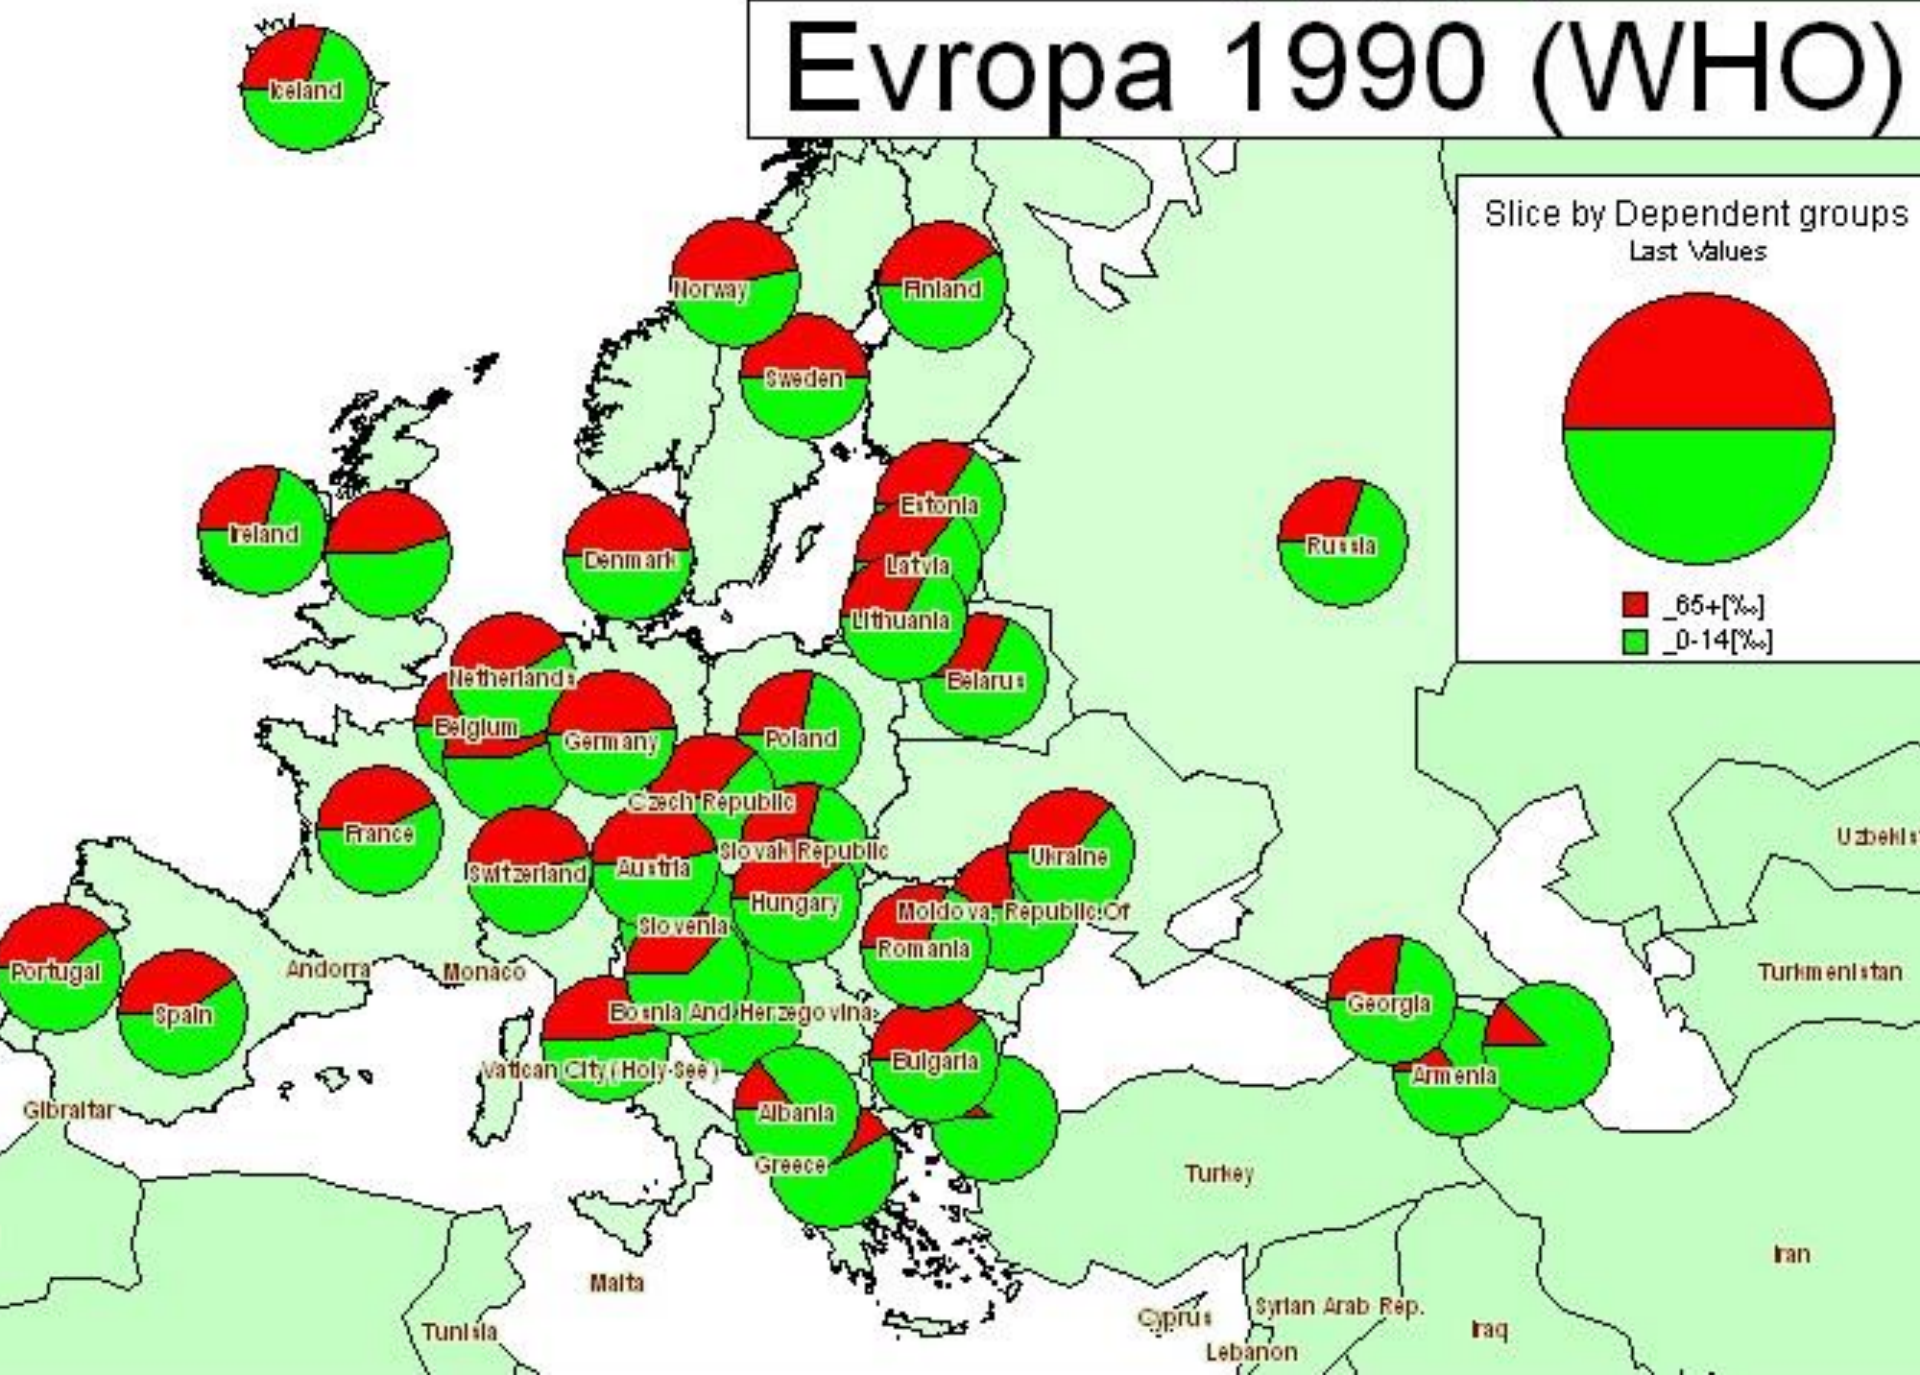 Evropa 1990 (WHO)
Iceland
Slice by Dependent groups
Last Values
_65+[‰]
_0-14[‰]
Norway
Finland
Sweden
Estonia
Ireland
Denmark
Russia
Latvia
Lithuania
Netherlands
Belarus
Belgium
Germany
Poland
Czech Republic
France
Uzbekis
Slovak Republic
Ukraine
Switzerland
Austria
Hungary
Moldova, Republic Of
Slovenia
Romania
Portugal
Andorra
Monaco
Turkmenistan
Spain
Bosnia And Herzegovina
Georgia
Bulgaria
Vatican City (Holy See)
Armenia
Gibraltar
Albania
Greece
Turkey
Iran
Malta
Syrian Arab Rep.
Cyprus
Tunisia
Iraq
Lebanon